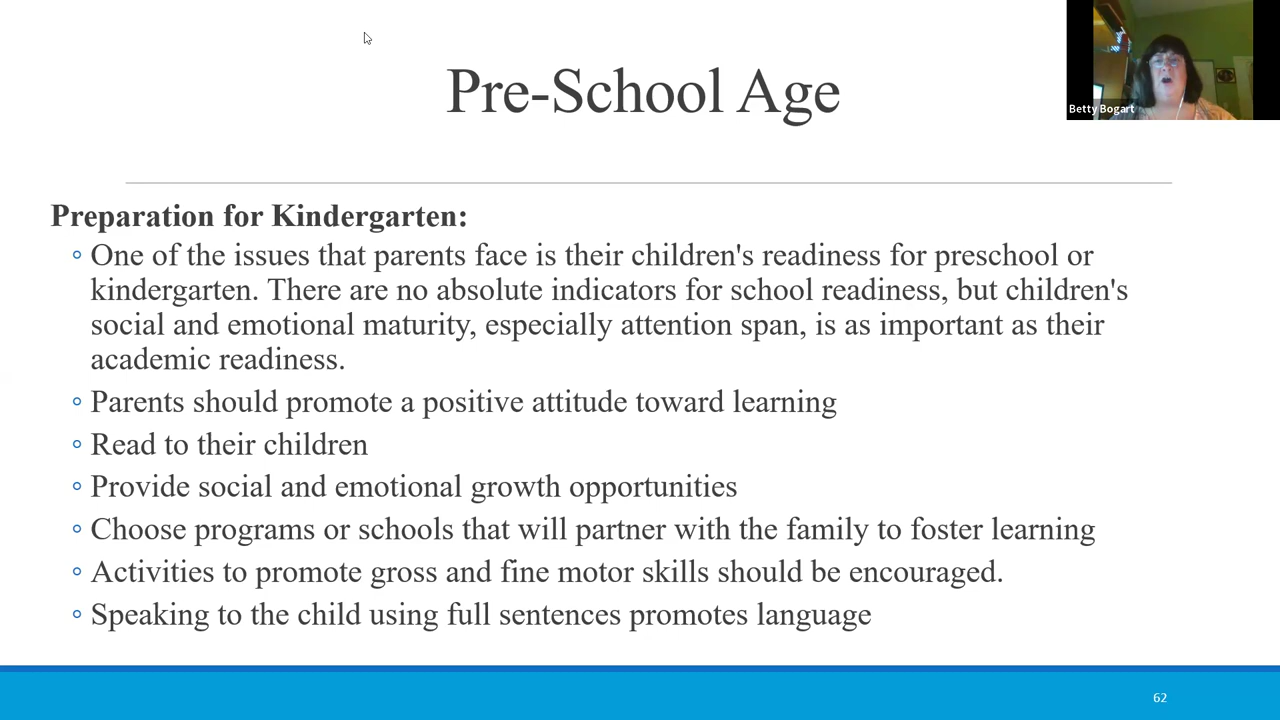 Pre-School Age
Betty Bogart
Preparation for Kindergarten:
◦ One of the issues that parents face is their children's readiness for preschool or
kindergarten. There are no absolute indicators for school readiness, but children's
social and emotional maturity, especially attention span, is as important as their
academic readiness.
◦ Parents should promote a positive attitude toward learning
◦ Read to their children
◦ Provide social and emotional growth opportunities
◦ Choose programs or schools that will partner with the family to foster learning
◦ Activities to promote gross and fine motor skills should be encouraged.
◦ Speaking to the child using full sentences promotes language
62